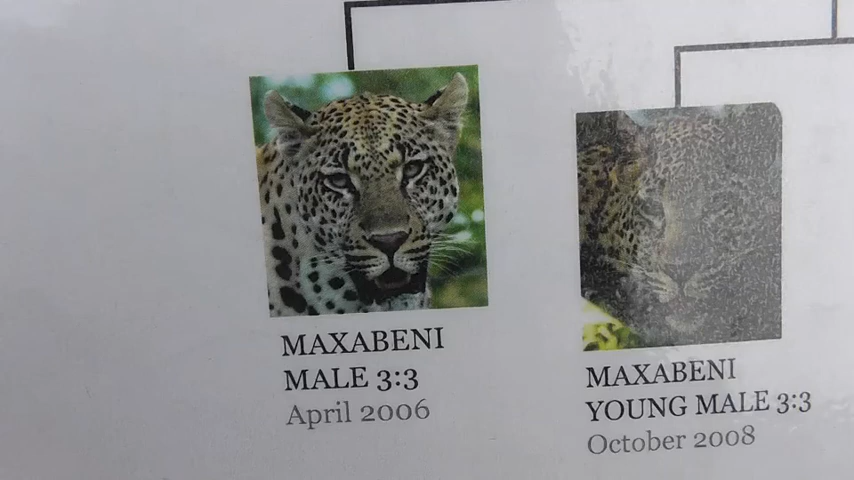 MAXABENI
MALE 3:3
April 2006
MAXABENI
YOUNG MALE 3:3
October 2008